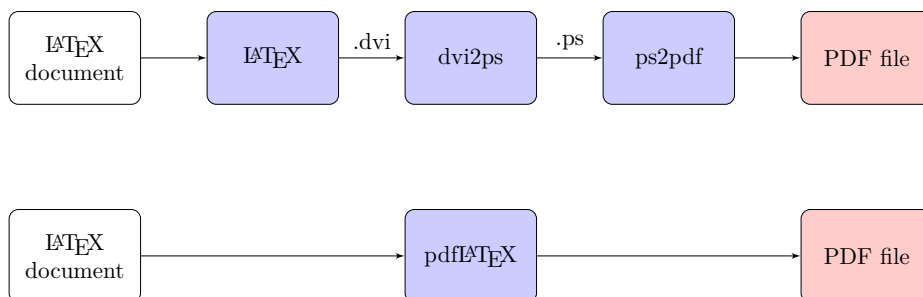 LATEX
document
LATEX
.dvi
dvi2ps
.ps
ps2pdf
PDF file
LATEX
document
pdfLATEX
PDF file